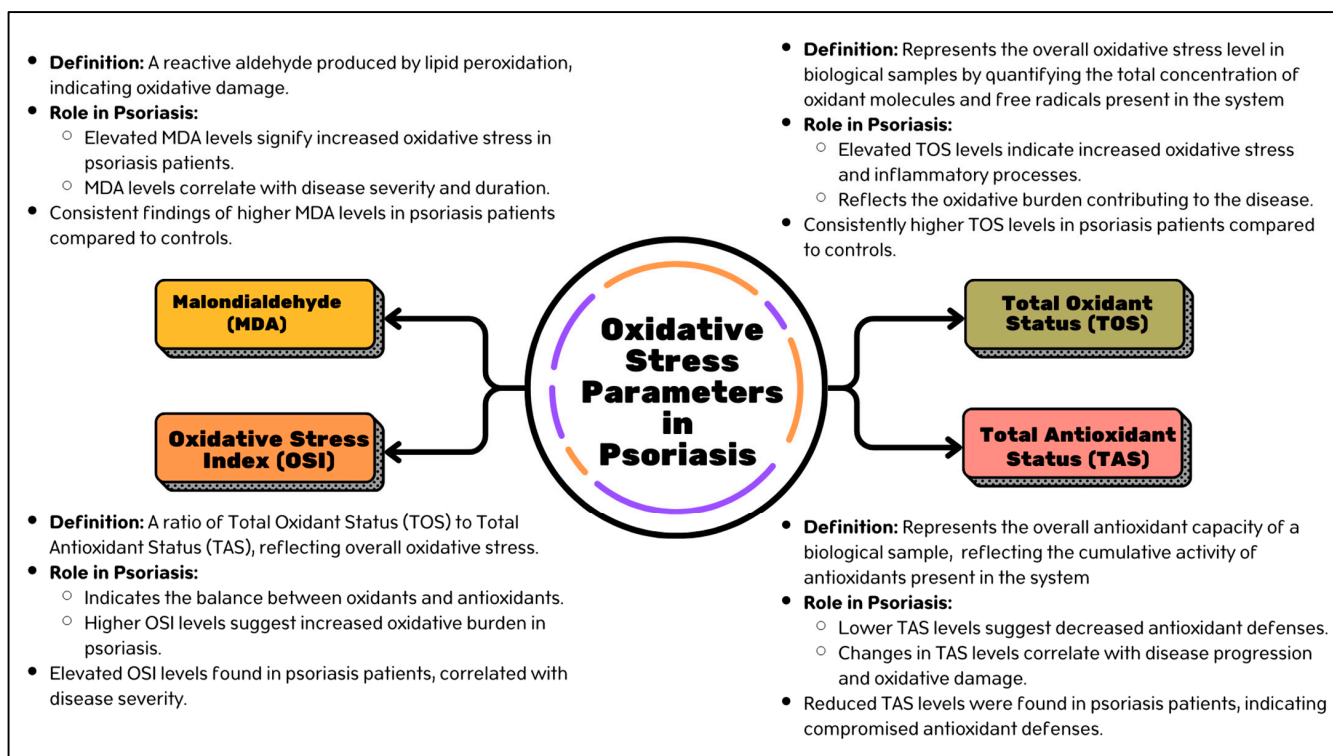 • Definition: A reactive aldehyde produced by lipid peroxidation,
indicating oxidative damage.
• Role in Psoriasis:
○ Elevated MDA levels signify increased oxidative stress in
psoriasis patients.
○ MDA levels correlate with disease severity and duration.
• Consistent findings of higher MDA levels in psoriasis patients
compared to controls.
Malondialdehyde
(MDA)
Oxidative Stress
Index (OSI)
• Definition: A ratio of Total Oxidant Status (TOS) to Total
Antioxidant Status (TAS), reflecting overall oxidative stress.
• Role in Psoriasis:
○ Indicates the balance between oxidants and antioxidants.
○ Higher OSI levels suggest increased oxidative burden in
psoriasis.
• Elevated OSI levels found in psoriasis patients, correlated with
disease severity.
Oxidative
Stress
Parameters
in
Psoriasis
• Definition: Represents the overall oxidative stress level in
biological samples by quantifying the total concentration of
oxidant molecules and free radicals present in the system
• Role in Psoriasis:
○ Elevated TOS levels indicate increased oxidative stress
and inflammatory processes.
○ Reflects the oxidative burden contributing to the disease.
• Consistently higher TOS levels in psoriasis patients compared
to controls.
Total Oxidant
Status (TOS)
Total Antioxidant
Status (TAS)
• Definition: Represents the overall antioxidant capacity of a
biological sample, reflecting the cumulative activity of
antioxidants present in the system
• Role in Psoriasis:
○ Lower TAS levels suggest decreased antioxidant defenses.
○ Changes in TAS levels correlate with disease progression
and oxidative damage.
• Reduced TAS levels were found in psoriasis patients, indicating
compromised antioxidant defenses.